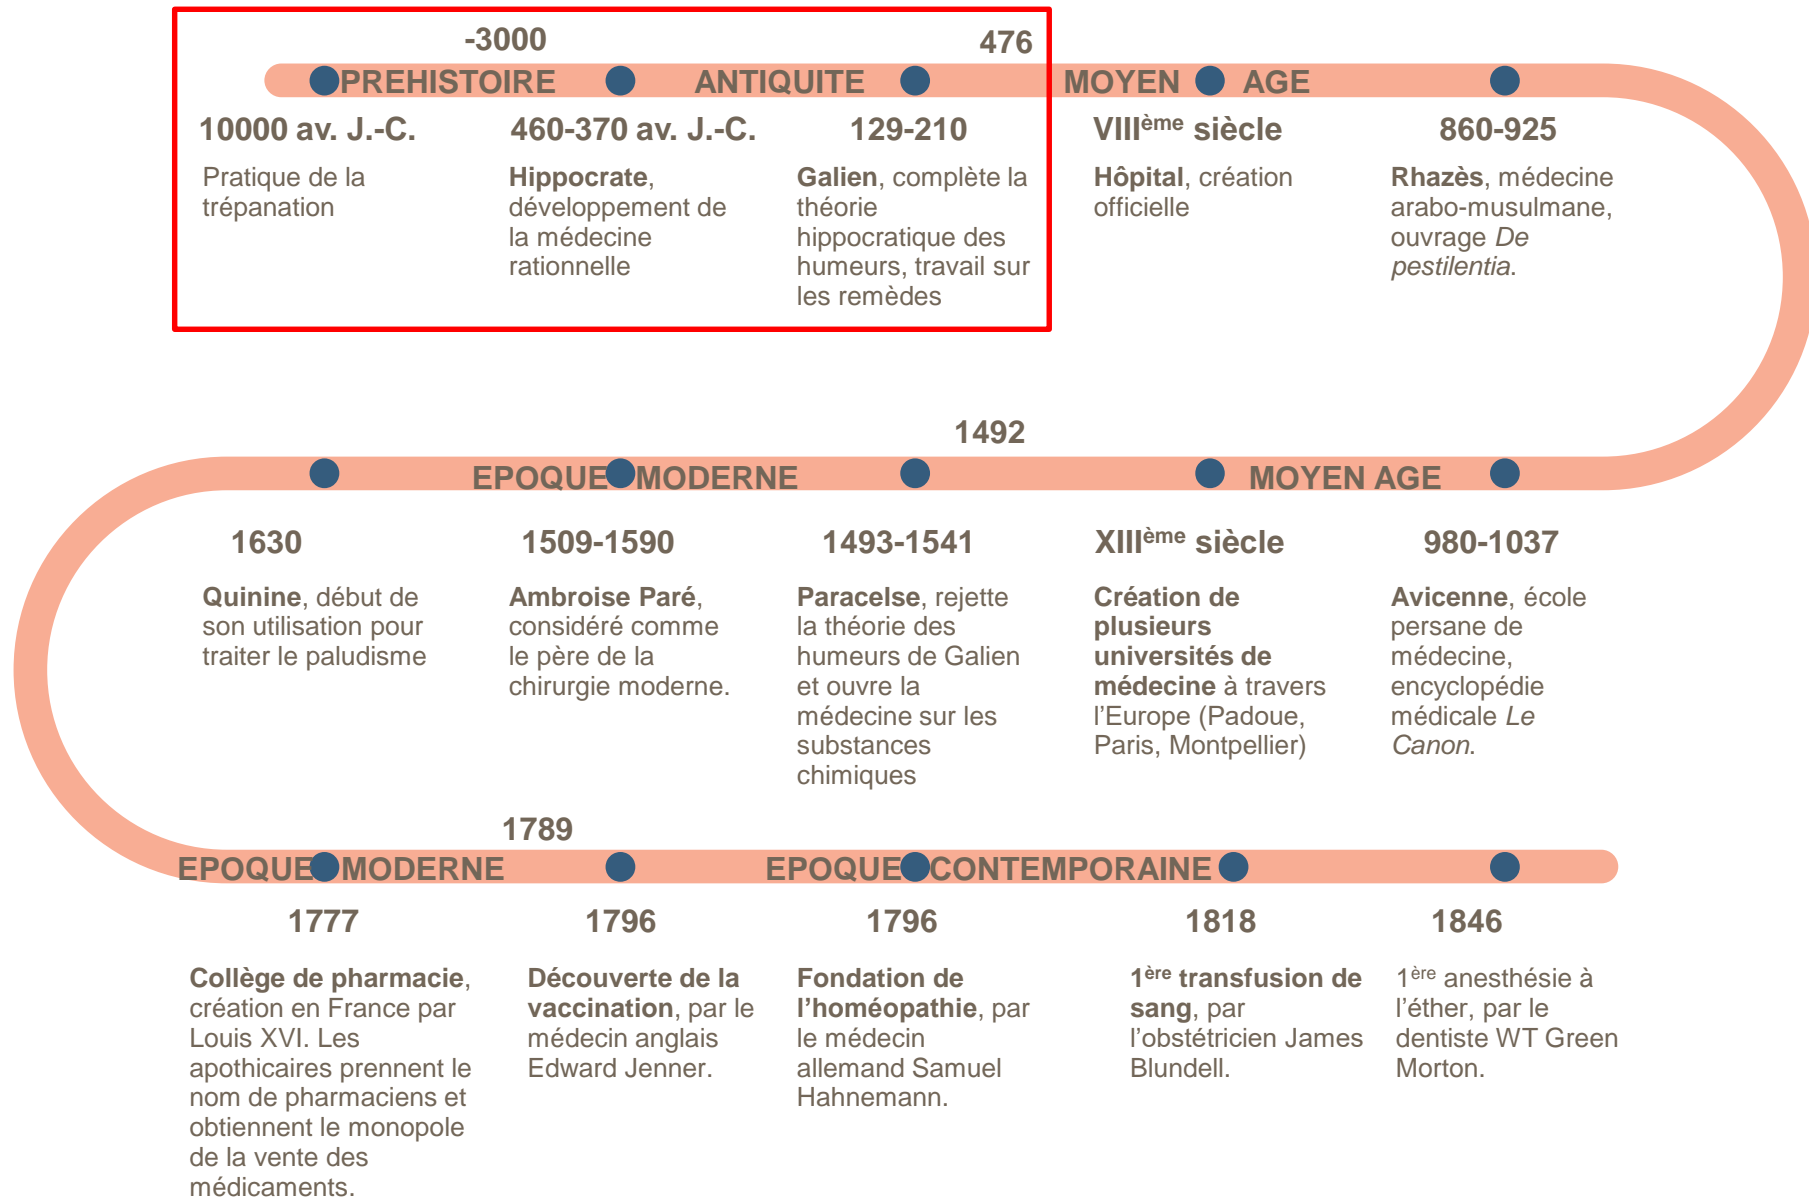 -3000
476
PREHISTOIRE
ANTIQUITE
MOYEN AGE
10000 av. J.-C.
Pratique de la
trépanation
460-370 av. J.-C.
Hippocrate,
développement de
la médecine
rationnelle
129-210
Galien, complète la
théorie
hippocratique des
humeurs, travail sur
les remèdes
VIIIème siècle
Hôpital, création
officielle
860-925
Rhazès, médecine
arabo-musulmane,
ouvrage De
pestilentia.
1492
EPOQUE MODERNE
MOYEN AGE
1630
Quinine, début de
son utilisation pour
traiter le paludisme
1509-1590
Ambroise Paré,
considéré comme
le père de la
chirurgie moderne.
1493-1541
Paracelse, rejette
la théorie des
humeurs de Galien
et ouvre la
médecine sur les
substances
chimiques
XIIIème siècle
Création de
plusieurs
universités de
médecine à travers
l’Europe (Padoue,
Paris, Montpellier)
980-1037
Avicenne, école
persane de
médecine,
encyclopédie
médicale Le
Canon.
1789
EPOQUE MODERNE
EPOQUE CONTEMPORAINE
1777
Collège de pharmacie,
création en France par
Louis XVI. Les
apothicaires prennent le
nom de pharmaciens et
obtiennent le monopole
de la vente des
médicaments.
1796
Découverte de la
vaccination, par le
médecin anglais
Edward Jenner.
1796
Fondation de
l’homéopathie, par
le médecin
allemand Samuel
Hahnemann.
1818
1ère transfusion de
sang, par
l’obstétricien James
Blundell.
1846
1ère anesthésie à
l’éther, par le
dentiste WT Green
Morton.